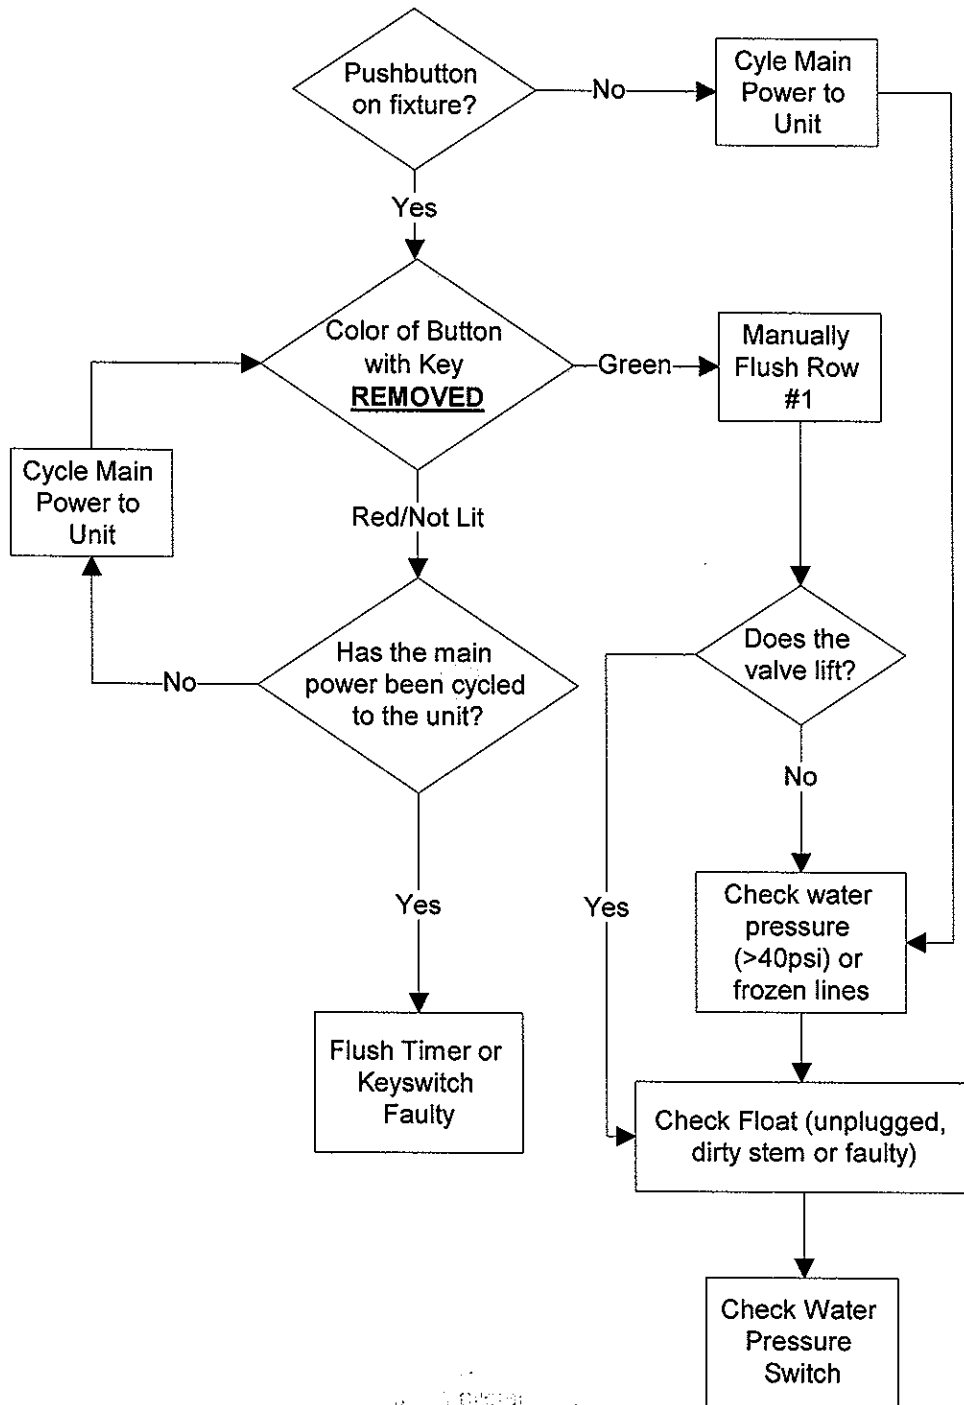 Pushbutton
on fixture?
No
Cyle Main
Power to
Unit
Yes
Color of Button
with Key
REMOVED
Green
Manually
Flush Row
#1
Cycle Main
Power to
Unit
Red/Not Lit
Has the main
power been cycled
to the unit?
No
Does the
valve lift?
No
Yes
Yes
Check water
pressure
(>40psi) or
frozen lines
Flush Timer or
Keyswitch
Faulty
Check Float (unplugged,
dirty stem or faulty)
Check Water
Pressure
Switch